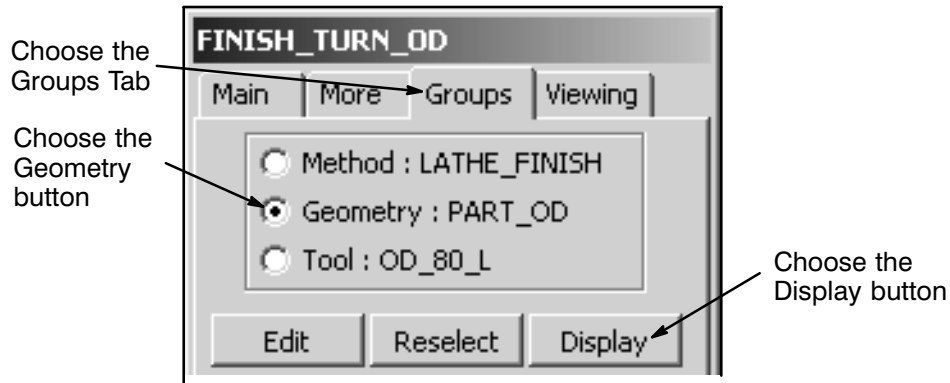 FINISH_TURN_OD
Choose the
Groups Tab
Main More Groups Viewing
Choose the
Geometry
button
Method : LATHE_FINISH
Geometry : PART_OD
Tool : OD_80_L
Choose the
Display button
Edit Reselect Display